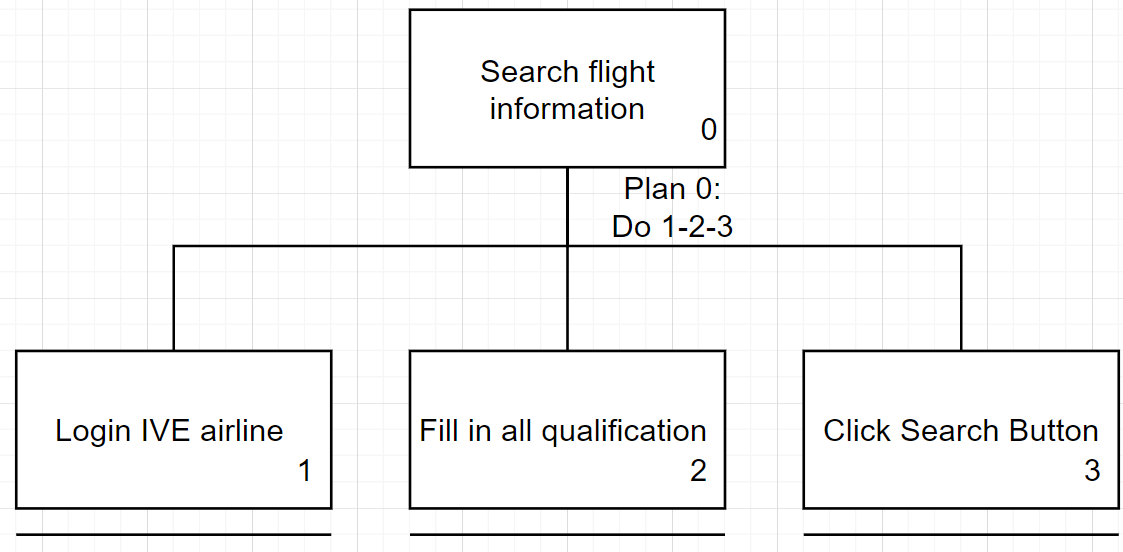 Search flight
information
0
Plan 0:
Do 1-2-3
Login IVE airline
1
Fill in all qualification
2
Click Search Button
3